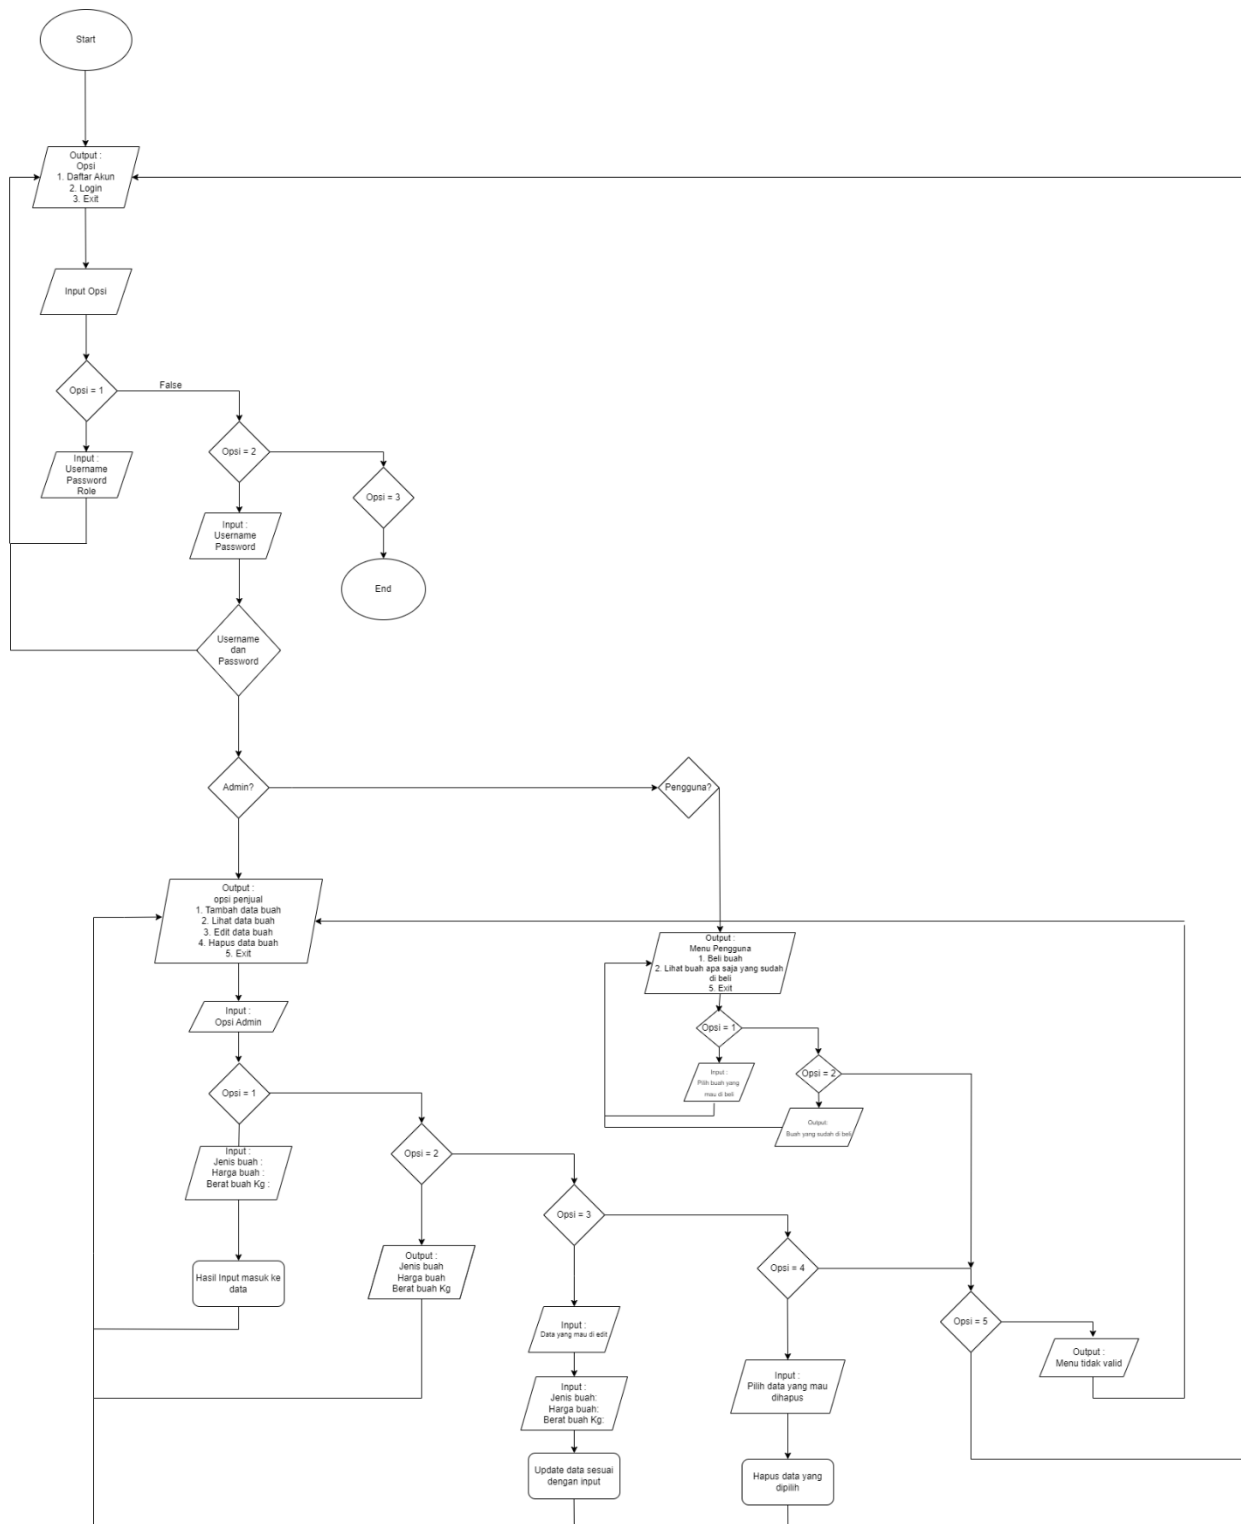 Start
Output :
Opsi
1. Daftar Akun
2. Login
3. Exit
Input Opsi
Opsi = 1
False
Opsi = 2
Input :
Username
Password
Role
Opsi = 3
Input :
Username
Password
End
Username
dan
Password
Admin?
Pengguna?
Output :
opsi penjual
1. Tambah data buah
2. Lihat data buah
3. Edit data buah
4. Hapus data buah
5. Exit
Output :
Menu Pengguna
1. Beli buah
2. Lihat buah apa saja yang sudah
di beli
5. Exit
Input :
Opsi Admin
Opsi = 1
Input :
Pilih buah yang
mau di beli
Opsi = 2
Output:
Buah yang sudah di beli
Opsi = 1
Input :
Jenis buah :
Harga buah :
Berat buah Kg :
Hasil Input masuk ke
data
Opsi = 2
Output :
Jenis buah
Harga buah
Berat buah Kg
Opsi = 3
Input :
Data yang mau di edit
Input :
Jenis buah:
Harga buah:
Berat buah Kg:
Update data sesuai
dengan input
Opsi = 4
Input :
Pilih data yang mau
dihapus
Hapus data yang
dipilih
Opsi = 5
Output :
Menu tidak valid